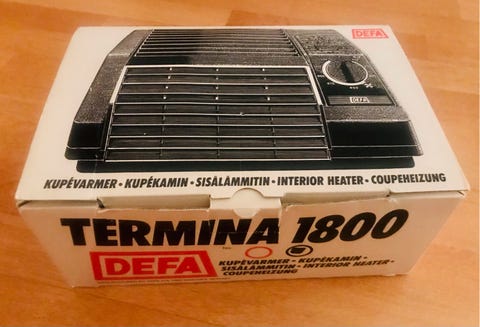 DEFA
DEFA
KUPÉVARMER · KUPÉKAMIN · SISÄLÄMMITIN · INTERIOR HEATER · COUPEHEIZUNG
TERMINA 1800
DEFA
KUPÉVARMER · KUPÉKAMIN ·
SISÄLÄMMITIN · INTERIOR HEATER ·
COUPEHEIZUNG